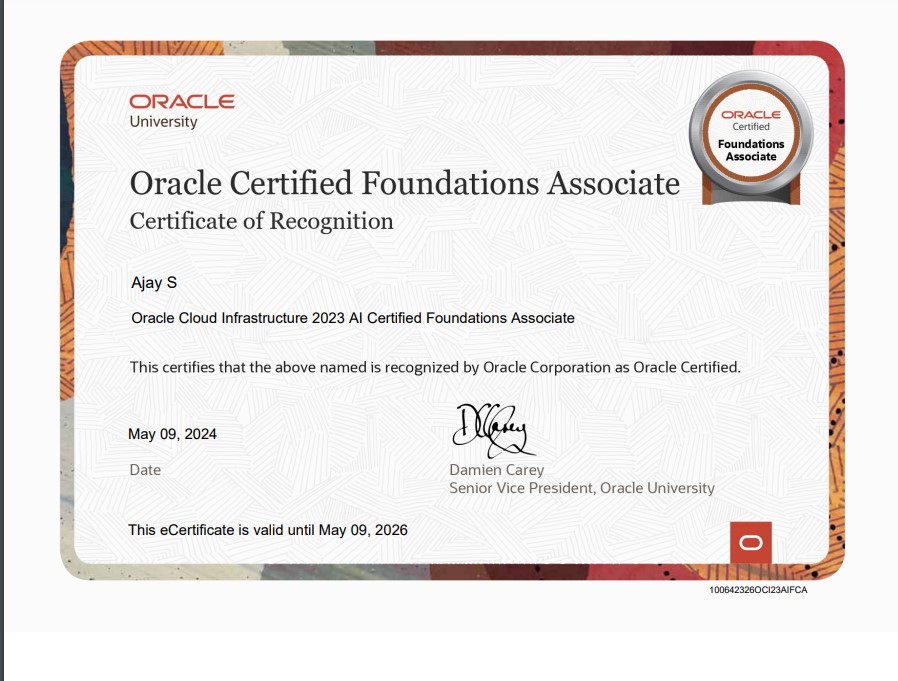 ORACLE
University
ORACLE
Certified
Foundations
Associate
Oracle Certified Foundations Associate
Certificate of Recognition
Ajay S
Oracle Cloud Infrastructure 2023 AI Certified Foundations Associate
This certifies that the above named is recognized by Oracle Corporation as Oracle Certified.
DCarey
May 09, 2024
Date
Damien Carey
Senior Vice President, Oracle University
This eCertificate is valid until May 09, 2026
100642326OCI23AIFCA